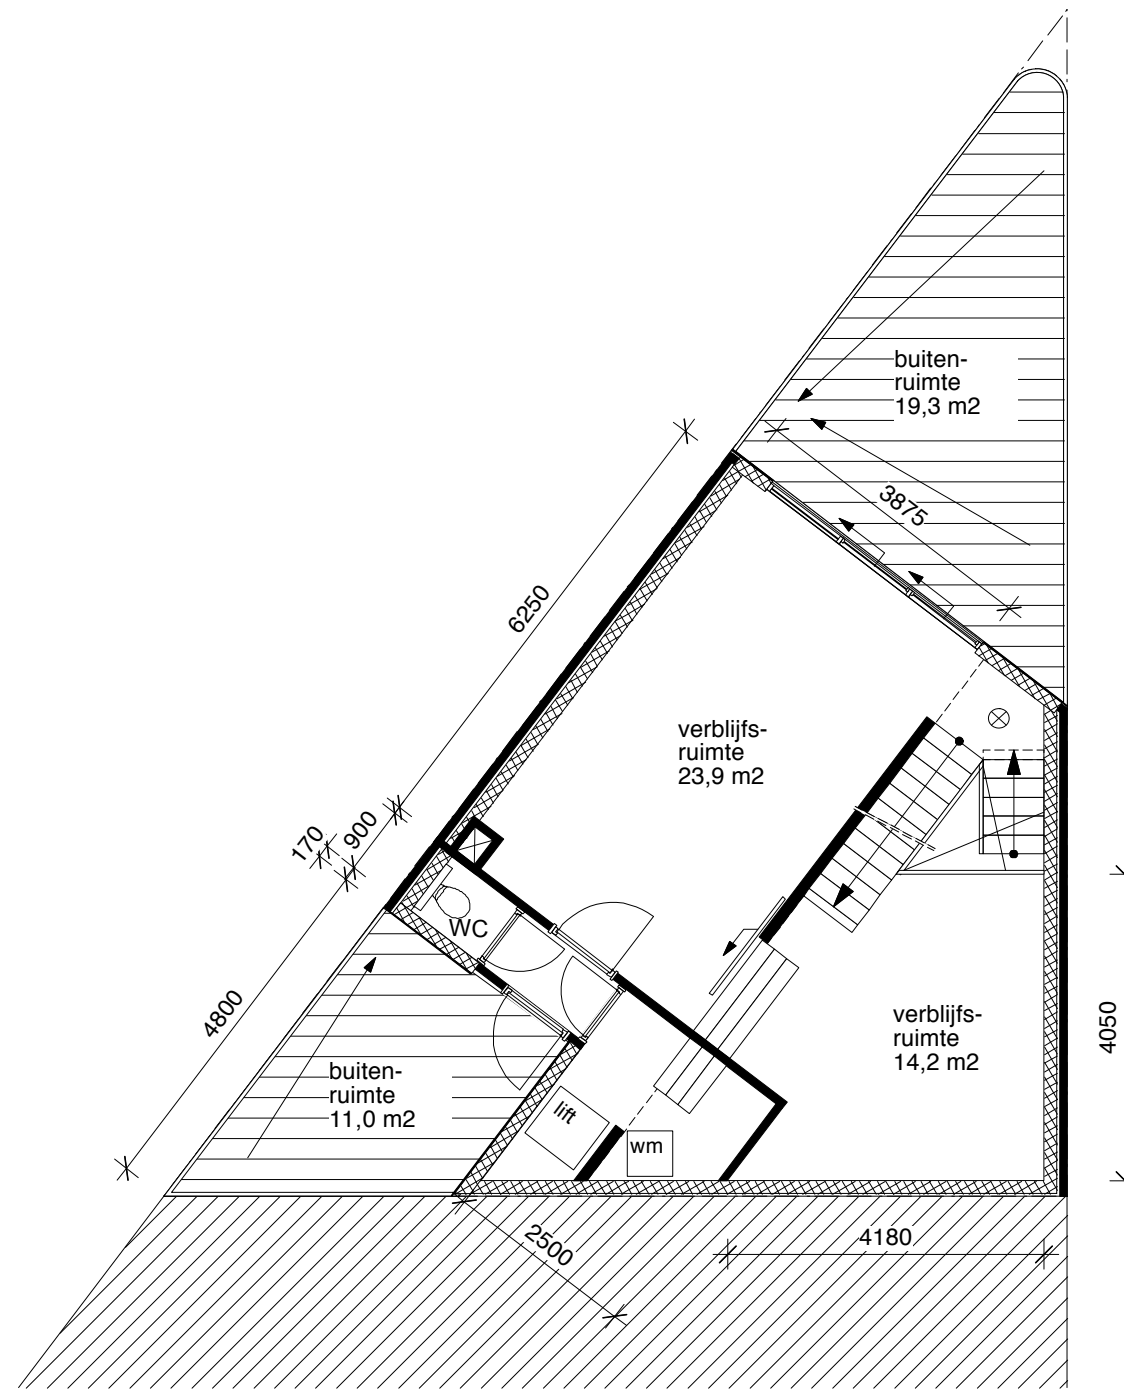 buiten-
ruimte
19,3 m2
3875
6250
verblijfs-
ruimte
23,9 m2
170
900
WC
4800
verblijfs-
ruimte
14,2 m2
4050
buiten-
ruimte
11,0 m2
lift
wm
2500
4180